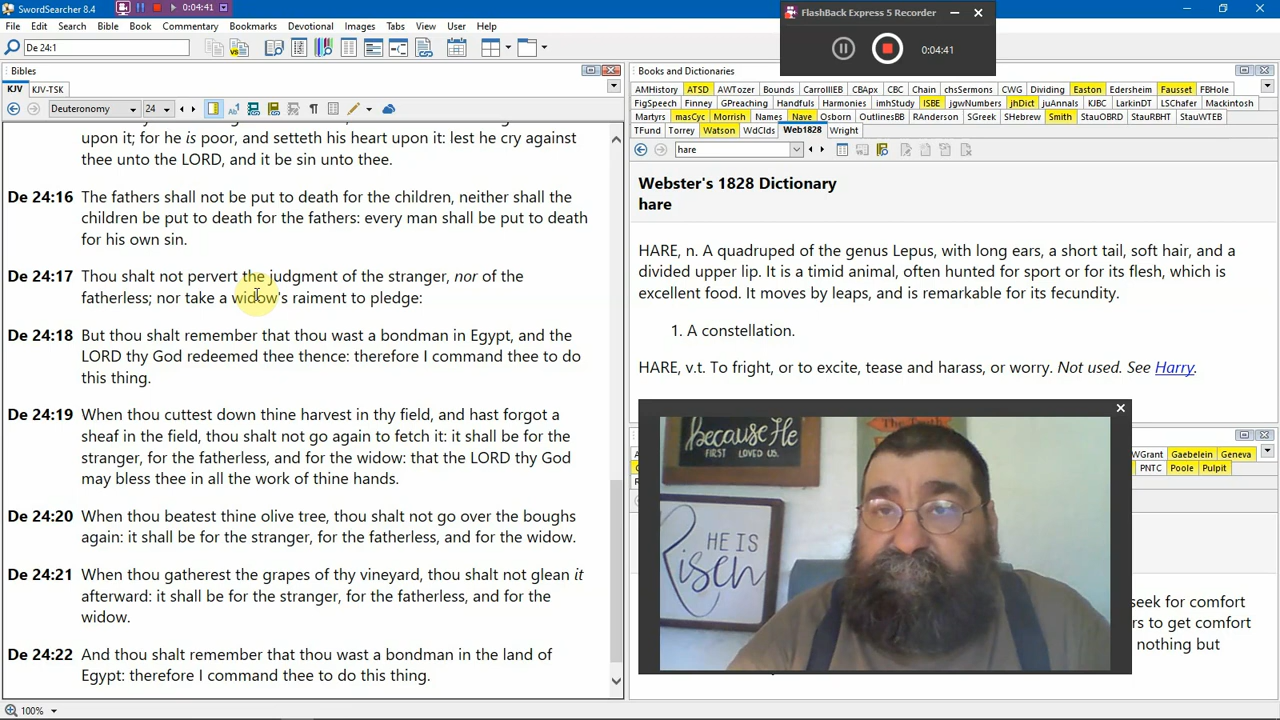 SwordSearcher 8.4
0:04:41
File Edit Search Bible Book Commentary Bookmarks Devotional Images Tabs View User Help
De 24:1
Bibles
KJV KJV-TSK
Deuteronomy 24
upon it; for he is poor, and setteth his heart upon it: lest he cry against
thee unto the LORD, and it be sin unto thee.
De 24:16 The fathers shall not be put to death for the children, neither shall the
children be put to death for the fathers: every man shall be put to death
for his own sin.
De 24:17 Thou shalt not pervert the judgment of the stranger, nor of the
fatherless; nor take a widow's raiment to pledge:
De 24:18 But thou shalt remember that thou wast a bondman in Egypt, and the
LORD thy God redeemed thee thence: therefore I command thee to do
this thing.
De 24:19 When thou cuttest down thine harvest in thy field, and hast forgot a
sheaf in the field, thou shalt not go again to fetch it: it shall be for the
stranger, for the fatherless, and for the widow: that the LORD thy God
may bless thee in all the work of thine hands.
De 24:20 When thou beatest thine olive tree, thou shalt not go over the boughs
again: it shall be for the stranger, for the fatherless, and for the widow.
De 24:21 When thou gatherest the grapes of thy vineyard, thou shalt not glean it
afterward: it shall be for the stranger, for the fatherless, and for the
widow.
De 24:22 And thou shalt remember that thou wast a bondman in the land of
Egypt: therefore I command thee to do this thing.
100%
FlashBack Express 5 Recorder
0:04:41
Books and Dictionaries
AMHistory ATSD AWTozer Bounds CarrollEIB CBApx CBC Chain chsSermons CWG Dividing Easton Edersheim Fausset FBHole
FigSpeech Finney GPreaching Handfuls Harmonies imhStudy ISBE jgwNumbers jhDict juAnnals KJBC LarkinDT LSChafer Mackintosh
Martyrs masCyc Morrish Names Nave Osborn OutlinesBB RAnderson SGreek SHebrew Smith StauOBRD StauRBHT StauWTEB
TFund Torrey Watson WdClds Web1828 Wright
hare
Webster's 1828 Dictionary
hare
HARE, n. A quadruped of the genus Lepus, with long ears, a short tail, soft hair, and a
divided upper lip. It is a timid animal, often hunted for sport or for its flesh, which is
excellent food. It moves by leaps, and is remarkable for its fecundity.
1. A constellation.
HARE, v.t. To fright, or to excite, tease and harass, or worry. Not used. See Harry.
because He
FIRST LOVED US.
HE IS
Risen
WGrant Gaebelein Geneva
PNTC Poole Pulpit
seek for comfort
rs to get comfort
nothing but